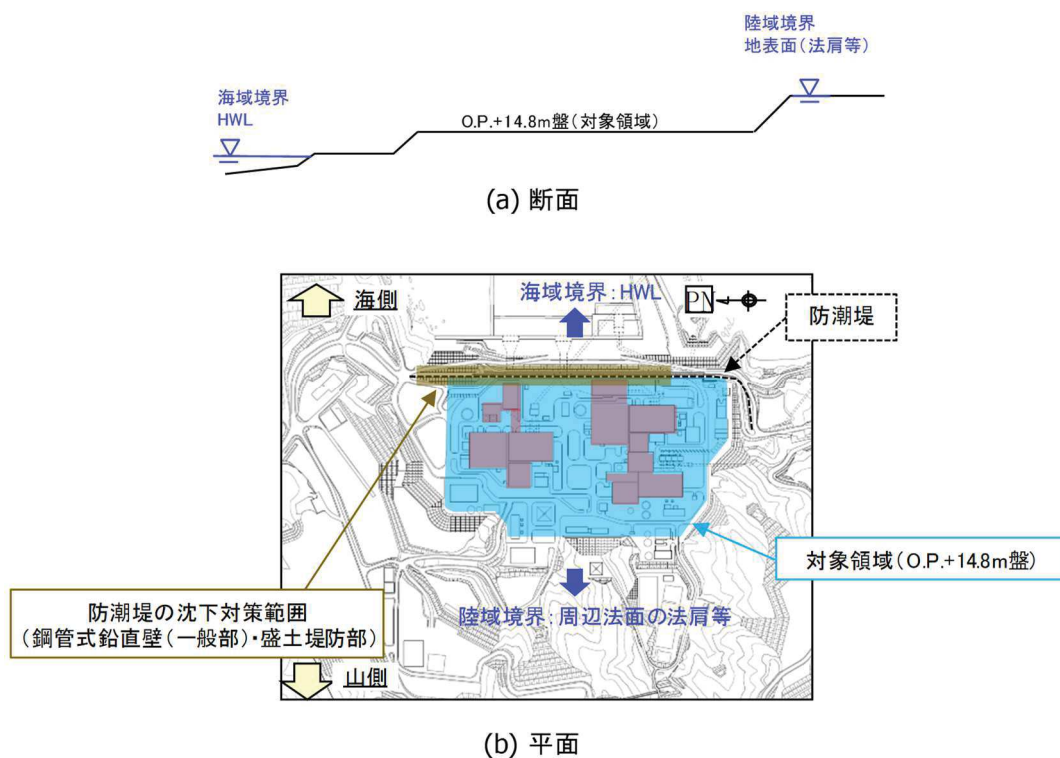 陸域境界
地表面(法肩等)
海域境界
HWL
O.P.+14.8m盤(対象領域)
(a) 断面
海側
海域境界:HWL
PN
防潮堤
対象領域(O.P.+14.8m盤)
防潮堤の沈下対策範囲
(鋼管式鉛直壁(一般部)・盛土堤防部)
陸域境界:周辺法面の法肩等
山側
(b) 平面